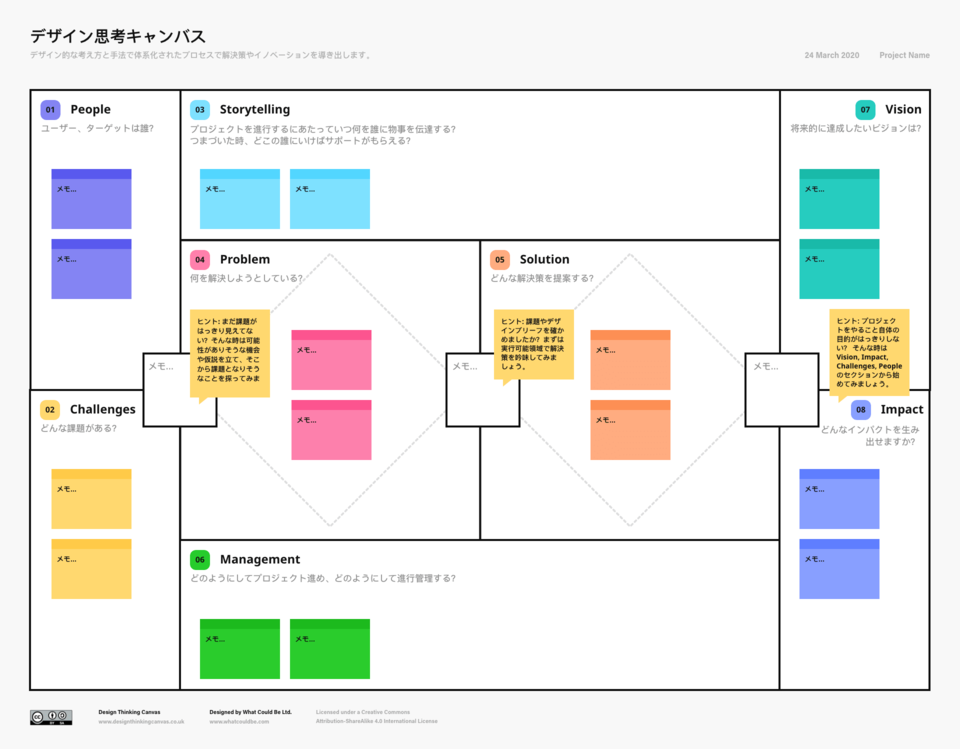 デザイン思考キャンバス
デザイン的な考え方と手法で体系化されたプロセスで解決策やイノベーションを導き出します。
24 March 2020
Project Name
01 People
ユーザー、ターゲットは誰?
メモ...
メモ...
03 Storytelling
プロジェクトを進行するにあたっていつ何を誰に物事を伝達する?
つまづいた時、どこの誰にいけばサポートがもらえる?
メモ...
メモ...
07 Vision
将来的に達成したいビジョンは?
メモ...
メモ...
04 Problem
何を解決しようとしている?
ヒント: まだ課題が
はっきり見えてな
い? そんな時は可能
性がありそうな機会
や仮説を立て、そこ
から課題となりそう
なことを探ってみま
メモ...
メモ...
メモ...
05 Solution
どんな解決策を提案する?
ヒント: 課題やデザ
インブリーフを確か
めましたか? まずは
実行可能領域で解決
策を吟味してみま
しょう。
メモ...
メモ...
メモ...
ヒント: プロジェク
トをやること自体の
目的がはっきりしな
い? そんな時は
Vision, Impact,
Challenges, People
のセクションから始
めてみましょう。
メモ...
02 Challenges
どんな課題がある?
メモ...
メモ...
08 Impact
どんなインパクトを生み
出せますか?
メモ...
メモ...
06 Management
どのようにしてプロジェクト進め、どのようにして進行管理する?
メモ...
メモ...
Design Thinking Canvas
www.designthinkingcanvas.co.uk
Designed by What Could Be Ltd.
www.whatcouldbe.com
Licensed under a Creative Commons
Attribution-ShareAlike 4.0 International License